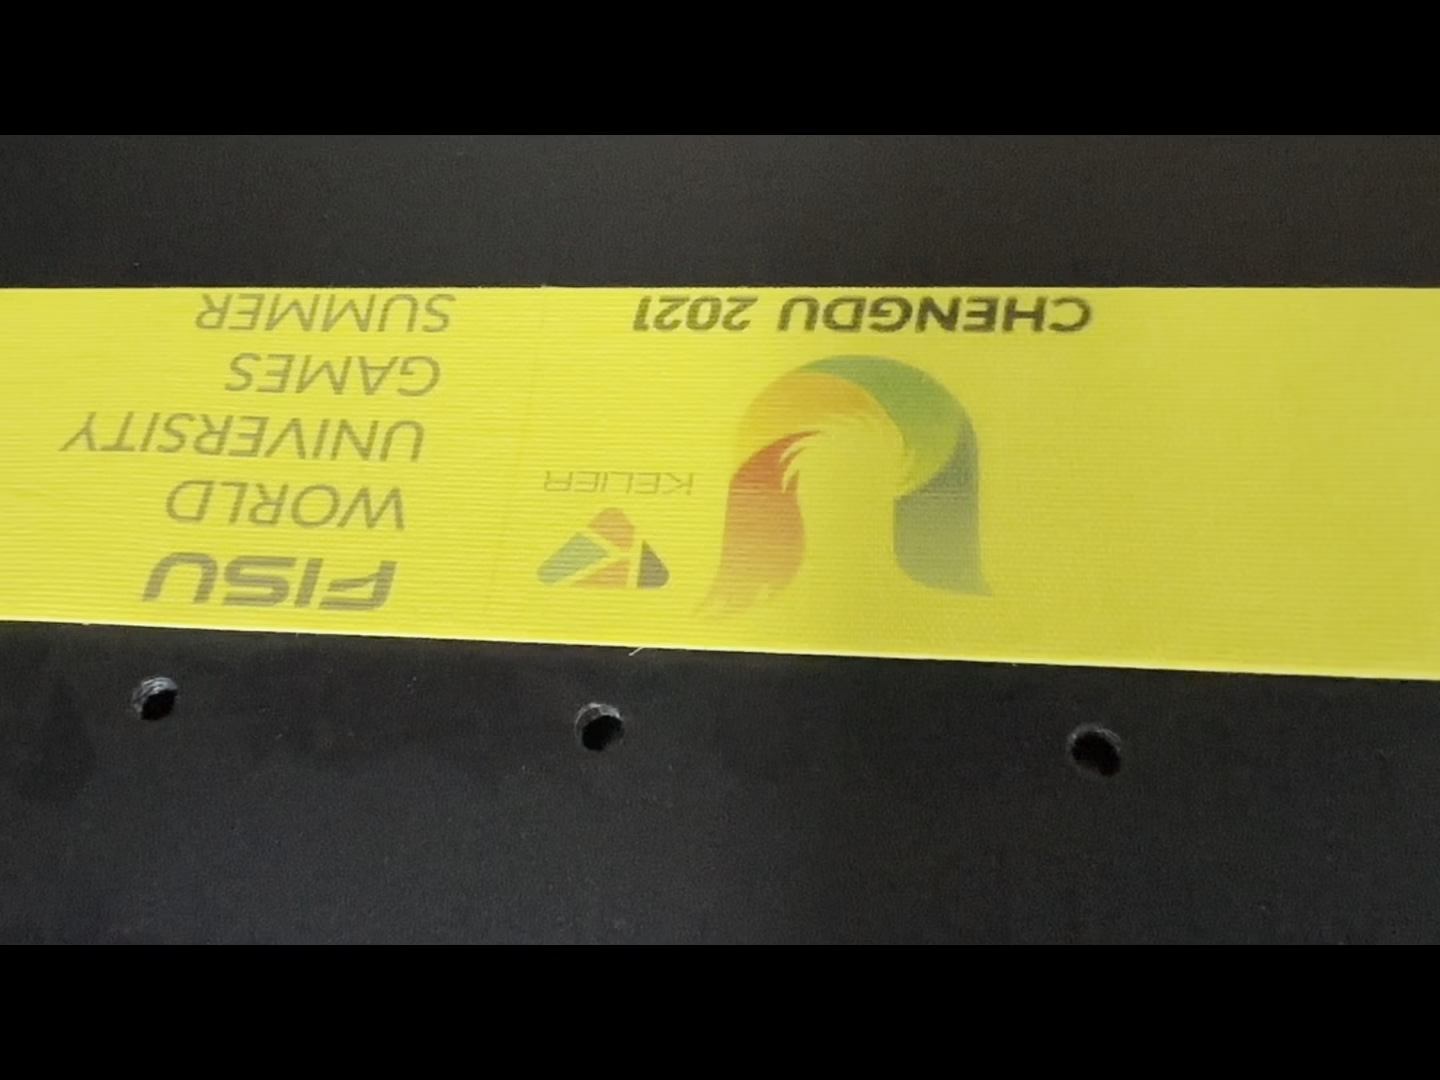 CHENGDU 2021
KELIER
FISU
WORLD
UNIVERSITY
GAMES
SUMMER